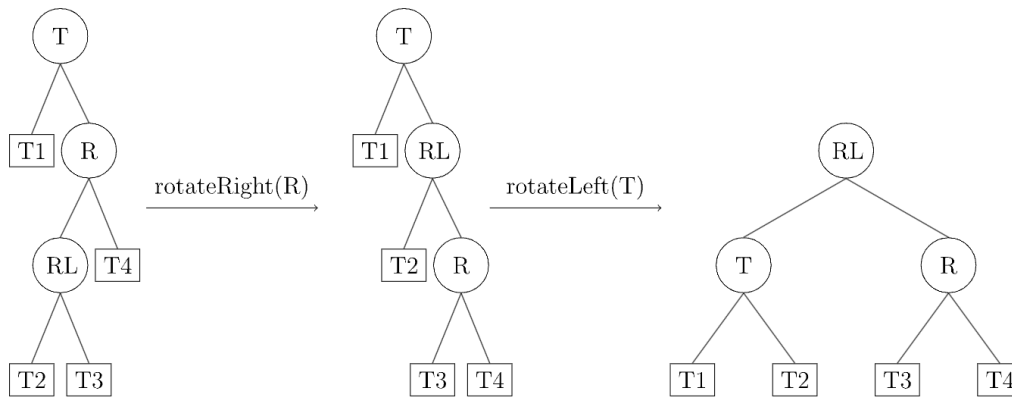 T
T1
R
RL
T4
T2
T3
rotateRight(R)
T
T1
RL
T2
R
T3
T4
rotateLeft(T)
RL
T
R
T1
T2
T3
T4